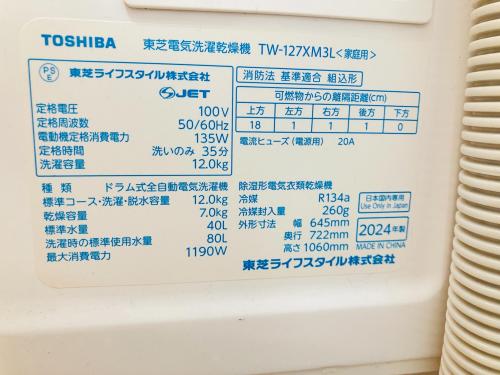 TOSHIBA 東芝電気洗濯乾燥機 TW-127XM3L<家庭用>
PS
E
東芝ライフスタイル株式会社
JET
定格電圧 100V
定格周波数 50/60Hz
電動機定格消費電力 135W
定格時間 洗いのみ 35分
洗濯容量 12.0kg
消防法 基準適合 組込形
可燃物からの離隔距離(cm)
上方 左方 右方 後方 下方
18 1 1 1 0
電流ヒューズ(電源用) 20A
種類 ドラム式全自動電気洗濯機
標準コース・洗濯・脱水容量 12.0kg
乾燥容量 7.0kg
標準水量 40L
洗濯時の標準使用水量 80L
最大消費電力 1190W
除湿形電気衣類乾燥機
冷媒 R134a
冷媒封入量 260g
外形寸法 幅 645mm
奥行 722mm
高さ 1060mm
日本国内専用
Use Only in Japan
2024年製
MADE IN CHINA
東芝ライフスタイル株式会社